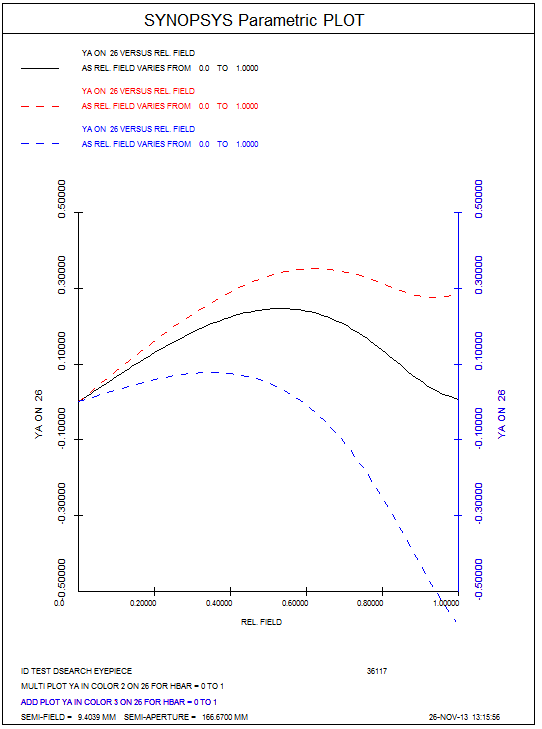 SYNOPSYS Parametric PLOT
YA ON 26 VERSUS REL. FIELD
AS REL. FIELD VARIES FROM 0.0 TO 1.0000
YA ON 26 VERSUS REL. FIELD
AS REL. FIELD VARIES FROM 0.0 TO 1.0000
YA ON 26 VERSUS REL. FIELD
AS REL. FIELD VARIES FROM 0.0 TO 1.0000
0.50000
0.30000
0.10000
-0.10000
-0.30000
-0.50000
YA ON 26
0.50000
0.30000
0.10000
-0.10000
-0.30000
-0.50000
YA ON 26
0.0 0.20000 0.40000 0.60000 0.80000 1.00000
REL. FIELD
ID TEST DSEARCH EYEPIECE 36117
MULTI PLOT YA IN COLOR 2 ON 26 FOR HBAR = 0 TO 1
ADD PLOT YA IN COLOR 3 ON 26 FOR HBAR = 0 TO 1
SEMI-FIELD = 9.4039 MM SEMI-APERTURE = 166.6700 MM 26-NOV-13 13:15:56